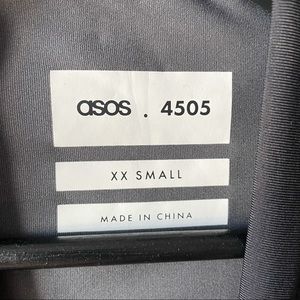 asos . 4505
XX SMALL
MADE IN CHINA